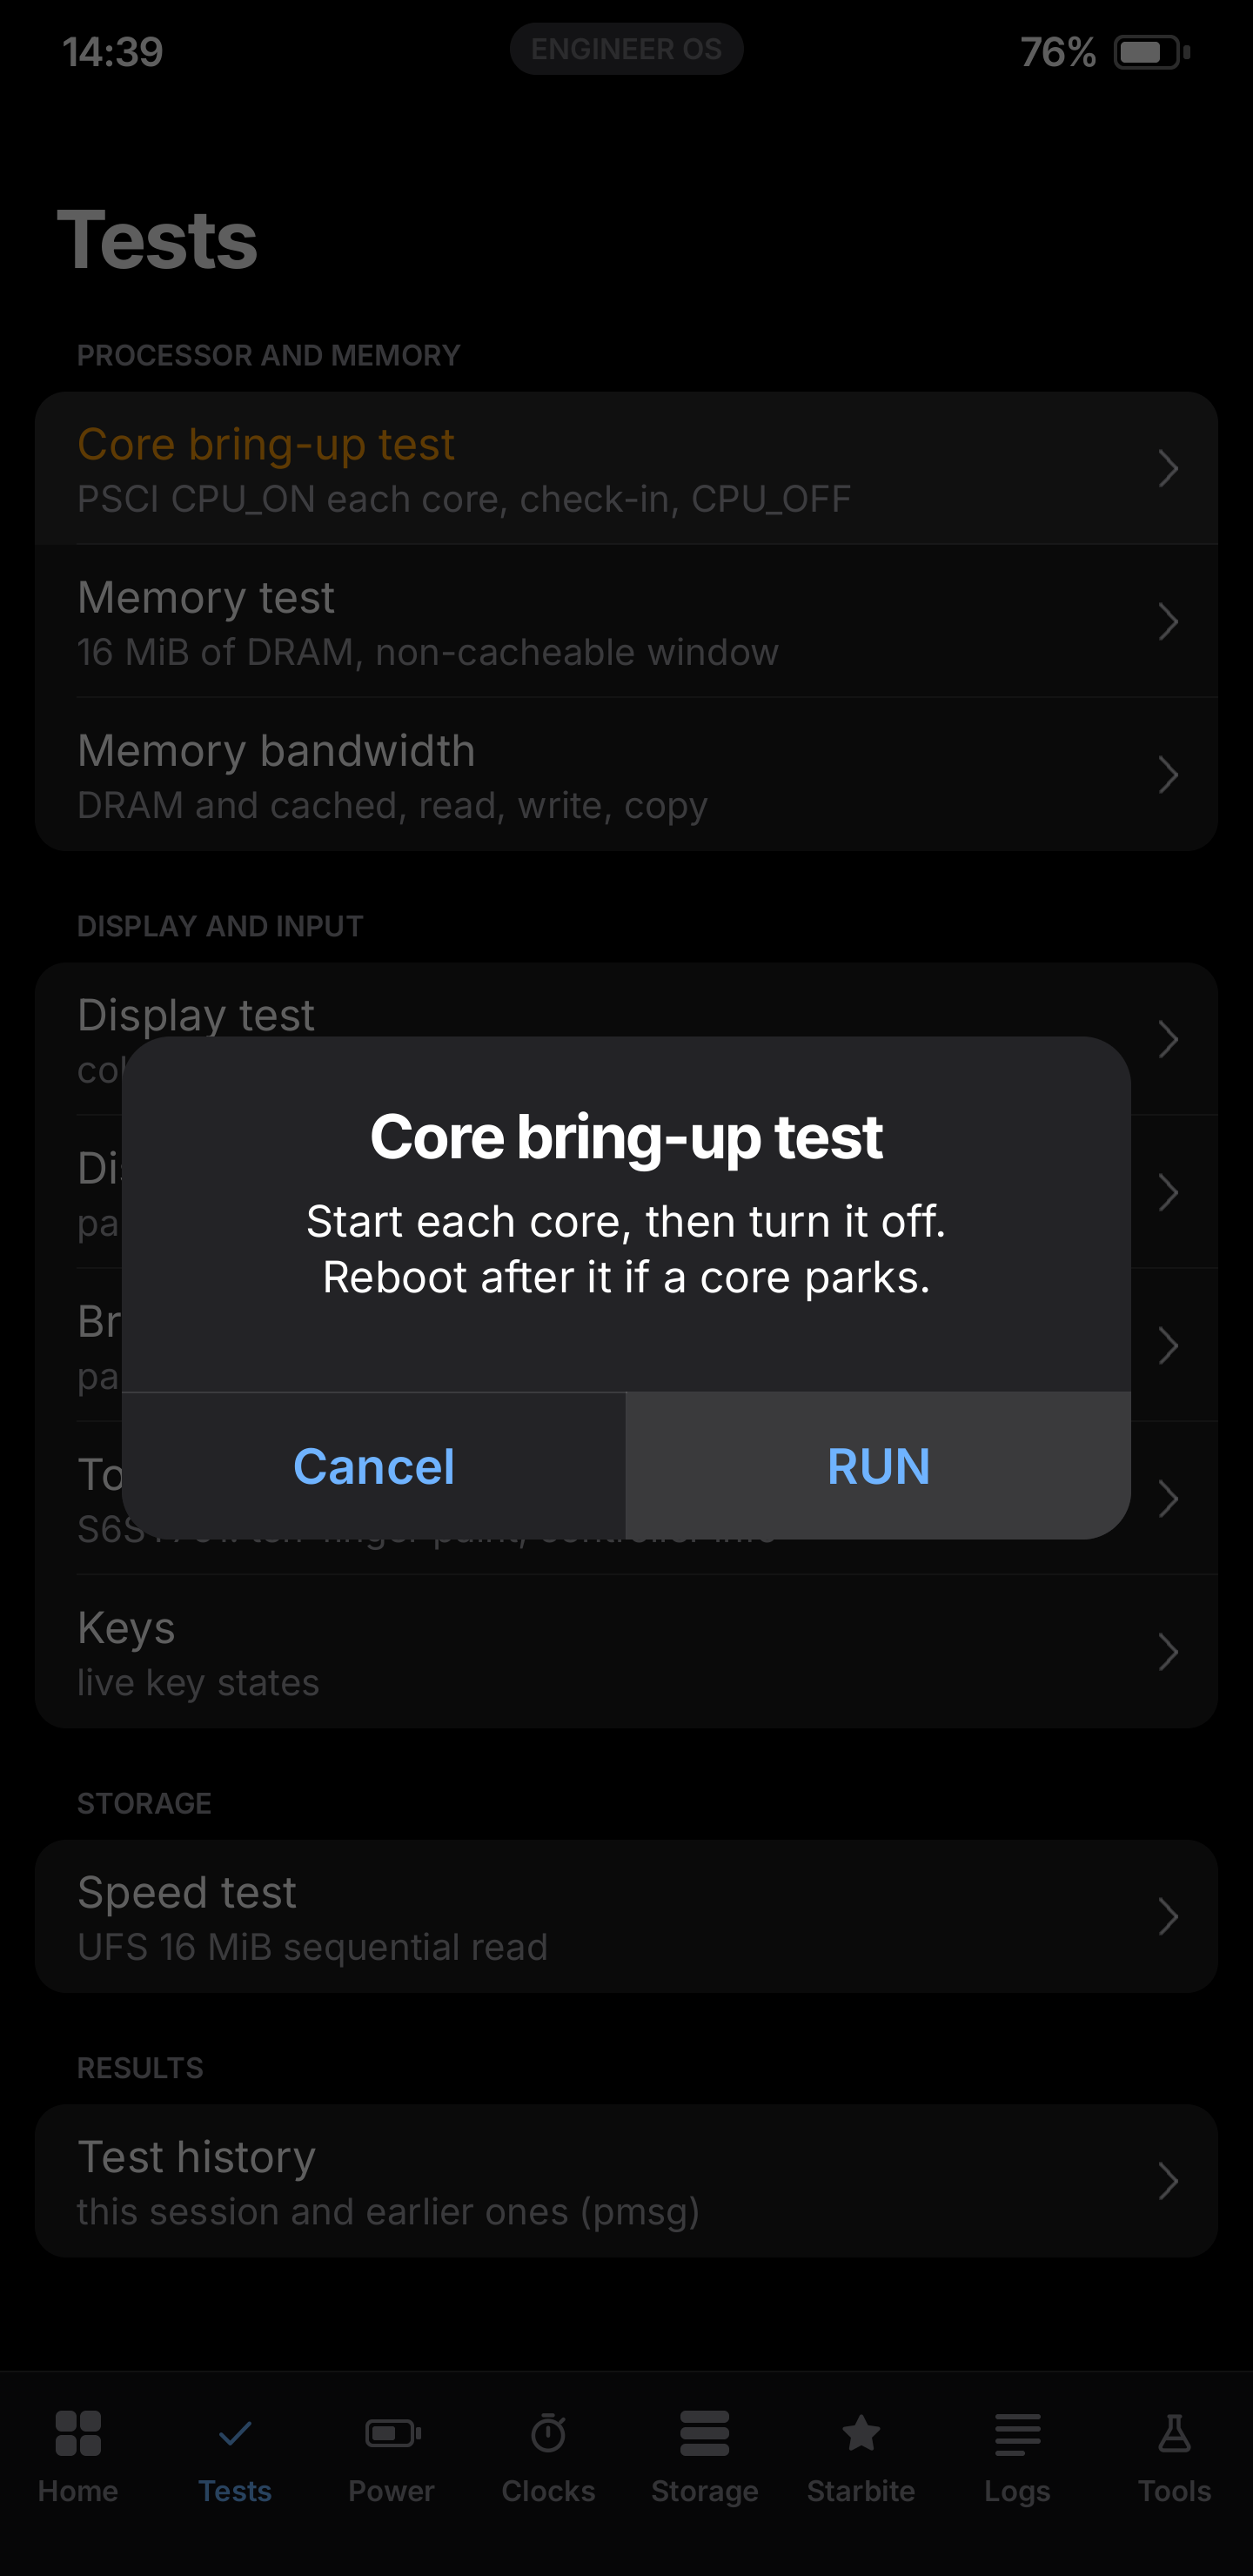 14:39
ENGINEER OS
76%
Tests
PROCESSOR AND MEMORY
Core bring-up test
PSCI CPU_ON each core, check-in, CPU_OFF
Memory test
16 MiB of DRAM, non-cacheable window
Memory bandwidth
DRAM and cached, read, write, copy
DISPLAY AND INPUT
Display test
Core bring-up test
Start each core, then turn it off.
Reboot after it if a core parks.
Cancel
RUN
Keys
live key states
STORAGE
Speed test
UFS 16 MiB sequential read
RESULTS
Test history
this session and earlier ones (pmsg)
Home
Tests
Power
Clocks
Storage
Starbite
Logs
Tools